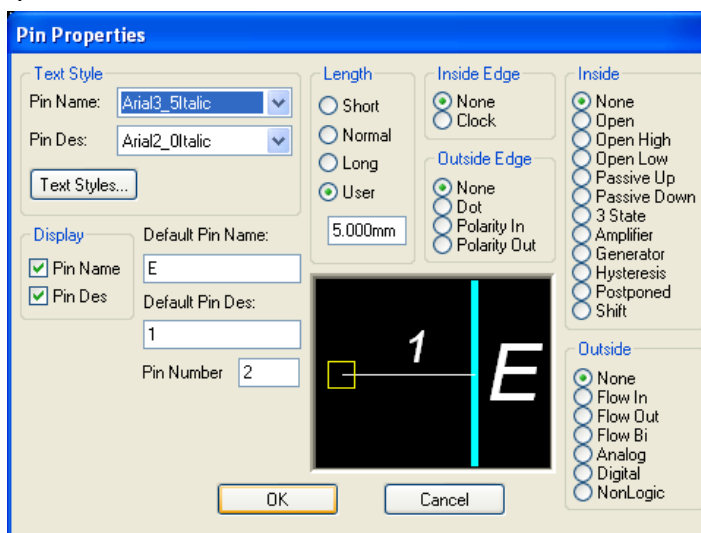 Pin Properties
Text Style
Pin Name: Arial3_5Italic
Pin Des: Arial2_0Italic
Text Styles...
Display
Pin Name
Pin Des
Default Pin Name:
E
Default Pin Des:
1
Pin Number 2
Length
Short
Normal
Long
User
5.000mm
Inside Edge
None
Clock
Outside Edge
None
Dot
Polarity In
Polarity Out
1 E
Inside
None
Open
Open High
Open Low
Passive Up
Passive Down
3 State
Amplifier
Generator
Hysteresis
Postponed
Shift
Outside
None
Flow In
Flow Out
Flow Bi
Analog
Digital
NonLogic
OK
Cancel